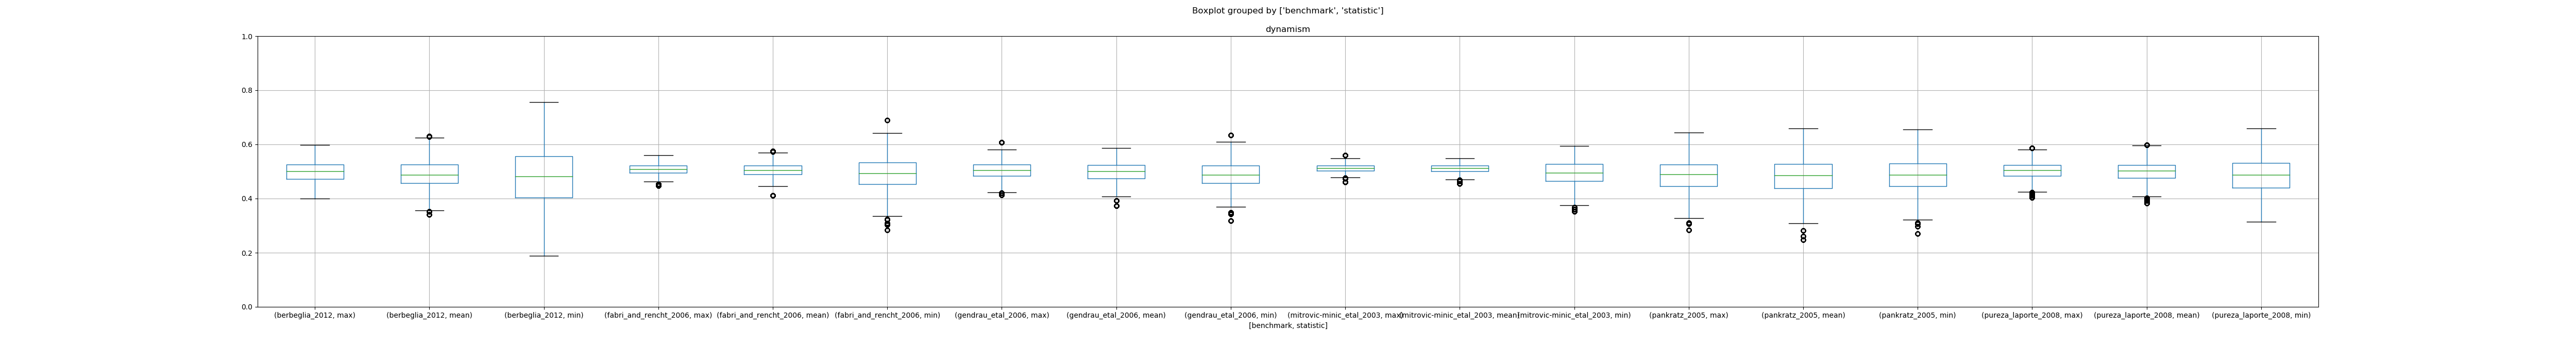 Boxplot grouped by ['benchmark', 'statistic']
dynamism
1.0
0.8
0.6
0.4
0.2
0.0
(berbeglia_2012, max) (berbeglia_2012, mean) (berbeglia_2012, min) (fabri_and_rencht_2006, max) (fabri_and_rencht_2006, mean) (fabri_and_rencht_2006, min) (gendrau_etal_2006, max) (gendrau_etal_2006, mean) (gendrau_etal_2006, min) (mitrovic-minic_etal_2003, max) (mitrovic-minic_etal_2003, mean) (mitrovic-minic_etal_2003, min) (pankratz_2005, max) (pankratz_2005, mean) (pankratz_2005, min) (pureza_laporte_2008, max) (pureza_laporte_2008, mean) (pureza_laporte_2008, min)
[benchmark, statistic]